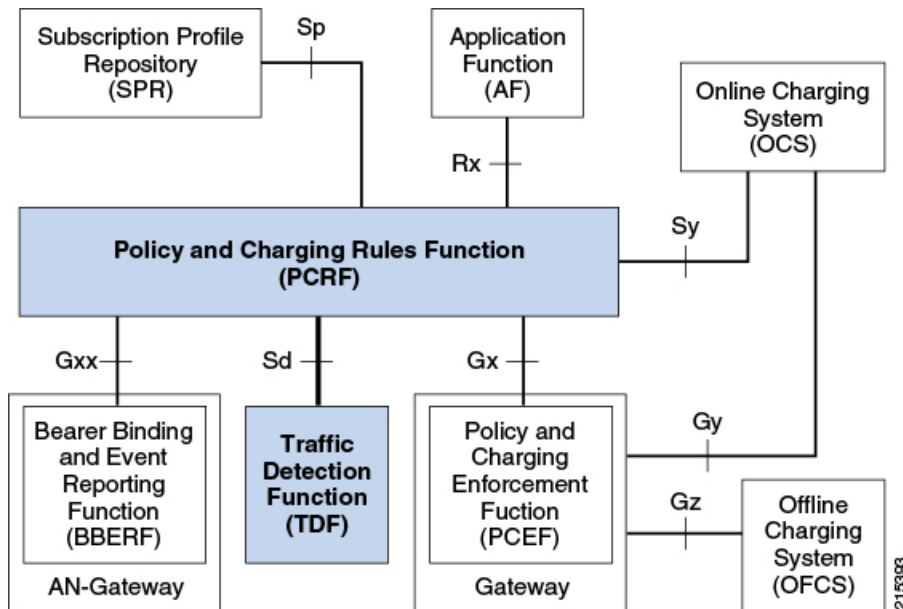 Subscription Profile
Repository
(SPR)
Sp
Application
Function
(AF)
Online Charging
System
(OCS)
Rx
Policy and Charging Rules Function
(PCRF)
Sy
Gxx
Sd
Gx
Bearer Binding
and Event
Reporting
Function
(BBERF)
AN-Gateway
Traffic
Detection
Function
(TDF)
Policy and
Charging
Enforcement
Fuction
(PCEF)
Gateway
Gy
Gz
Offline
Charging
System
(OFCS)
215393